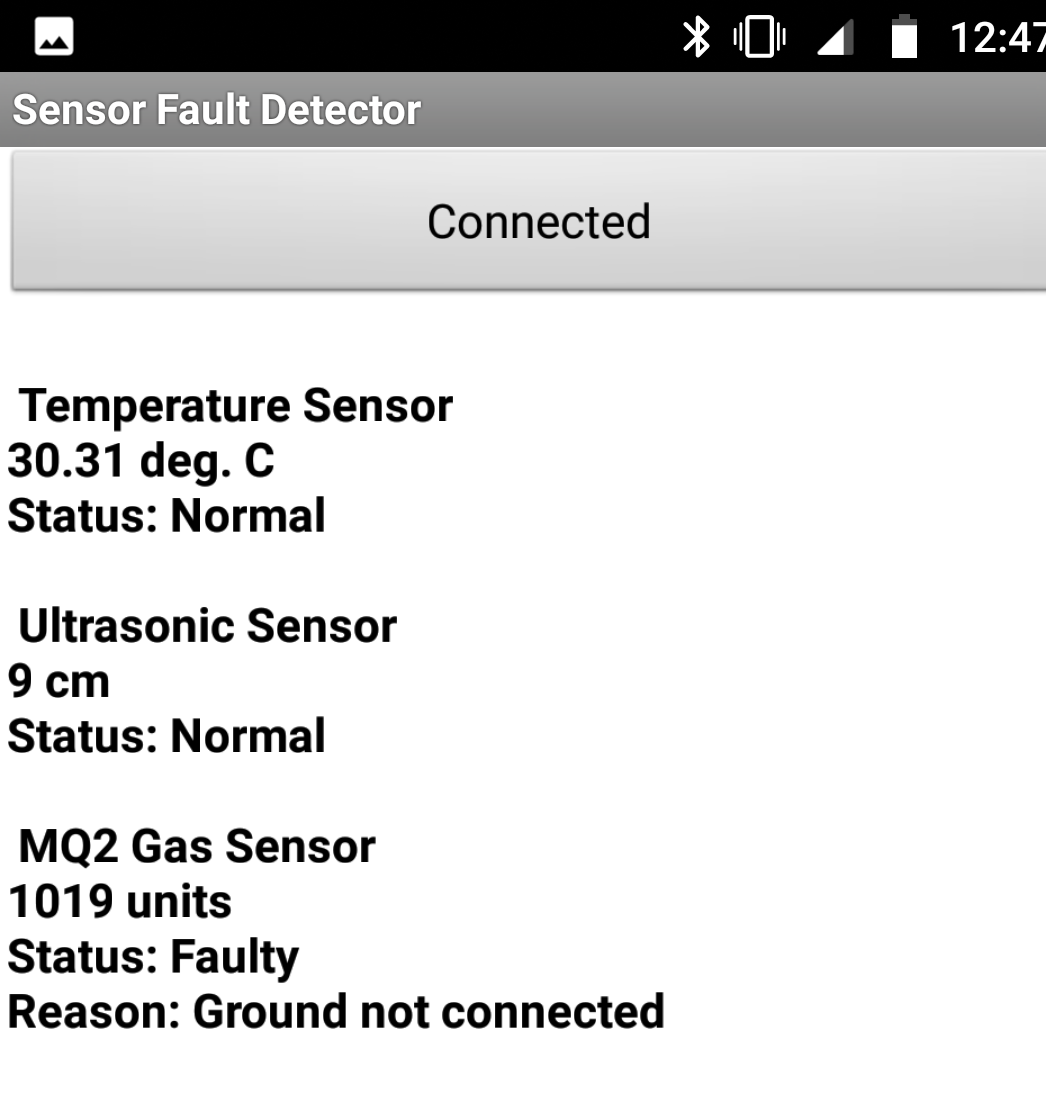 12:47
Sensor Fault Detector
Connected
Temperature Sensor
30.31 deg. C
Status: Normal
Ultrasonic Sensor
9 cm
Status: Normal
MQ2 Gas Sensor
1019 units
Status: Faulty
Reason: Ground not connected